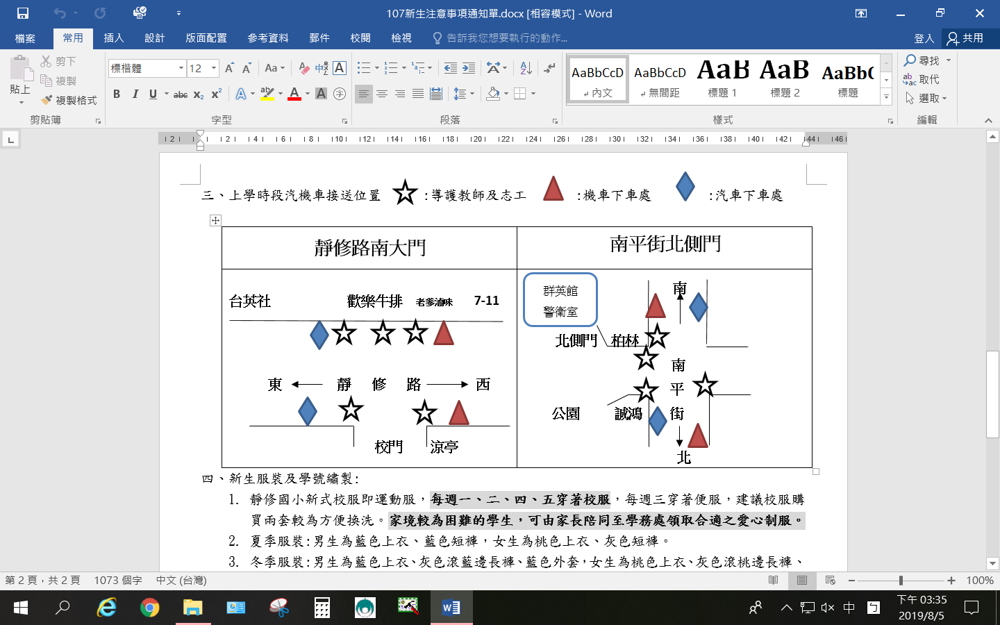 107新生注意事項通知單.docx [相容模式] - Word
檔案 常用 插入 設計 版面配置 參考資料 郵件 校閱 檢視 告訴我您想要執行的動作... 登入 共用
貼上 剪下 複製 複製格式 剪貼簿
標楷體 12 字型
段落
AaBbCcD AaBbCcD AaBb AaB AaBbC
內文 無間距 標題 1 標題 2 標題
樣式
尋找 取代 選取 編輯
2 2 4 6 8 10 12 14 16 18 20 22 24 26 28 30 32 34 36 38 40 42 44 46
三、上學時段汽機車接送位置 :導護教師及志工 :機車下車處 :汽車下車處
靜修路南大門 南平街北側門
台英社 歡樂牛排 老爹滷味 7-11
東 靜 修 路 西
校門 涼亭
群英館
警衛室
南
北側門 柏林
南
平
公園 誠鴻 街
北
四、新生服裝及學號繡製:
1. 靜修國小新式校服即運動服，每週一、二、四、五穿著校服，每週三穿著便服，建議校服購
買兩套較為方便換洗。家境較為困難的學生，可由家長陪同至學務處領取合適之愛心制服。
2. 夏季服裝:男生為藍色上衣、藍色短褲，女生為桃色上衣、灰色短褲。
3. 冬季服裝:男生為藍色上衣、灰色滾藍邊長褲、藍色外套，女生為桃色上衣、灰色滾桃邊長褲、
第 2 頁，共 2 頁 1073 個字 中文 (台灣) 100%
中 ㄅ 下午 03:35
2019/8/5